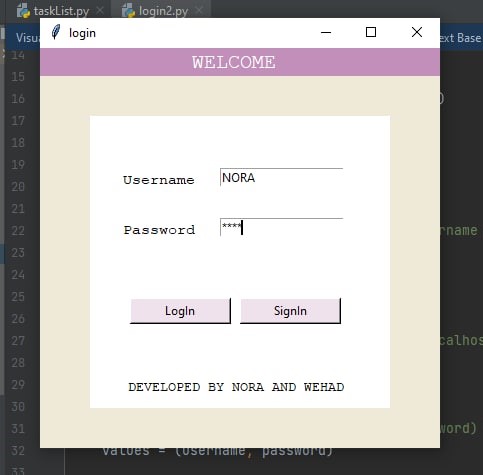 taskList.py login2.py
login
Visua
ext Base
WELCOME
14
15
16 )
17
18
19
20
21
22 rname
23
24
25
26
27 calhos
28
29
30
31 word)
32 values = (username, password)
33
Username NORA
Password ****
LogIn SignIn
DEVELOPED BY NORA AND WEHAD